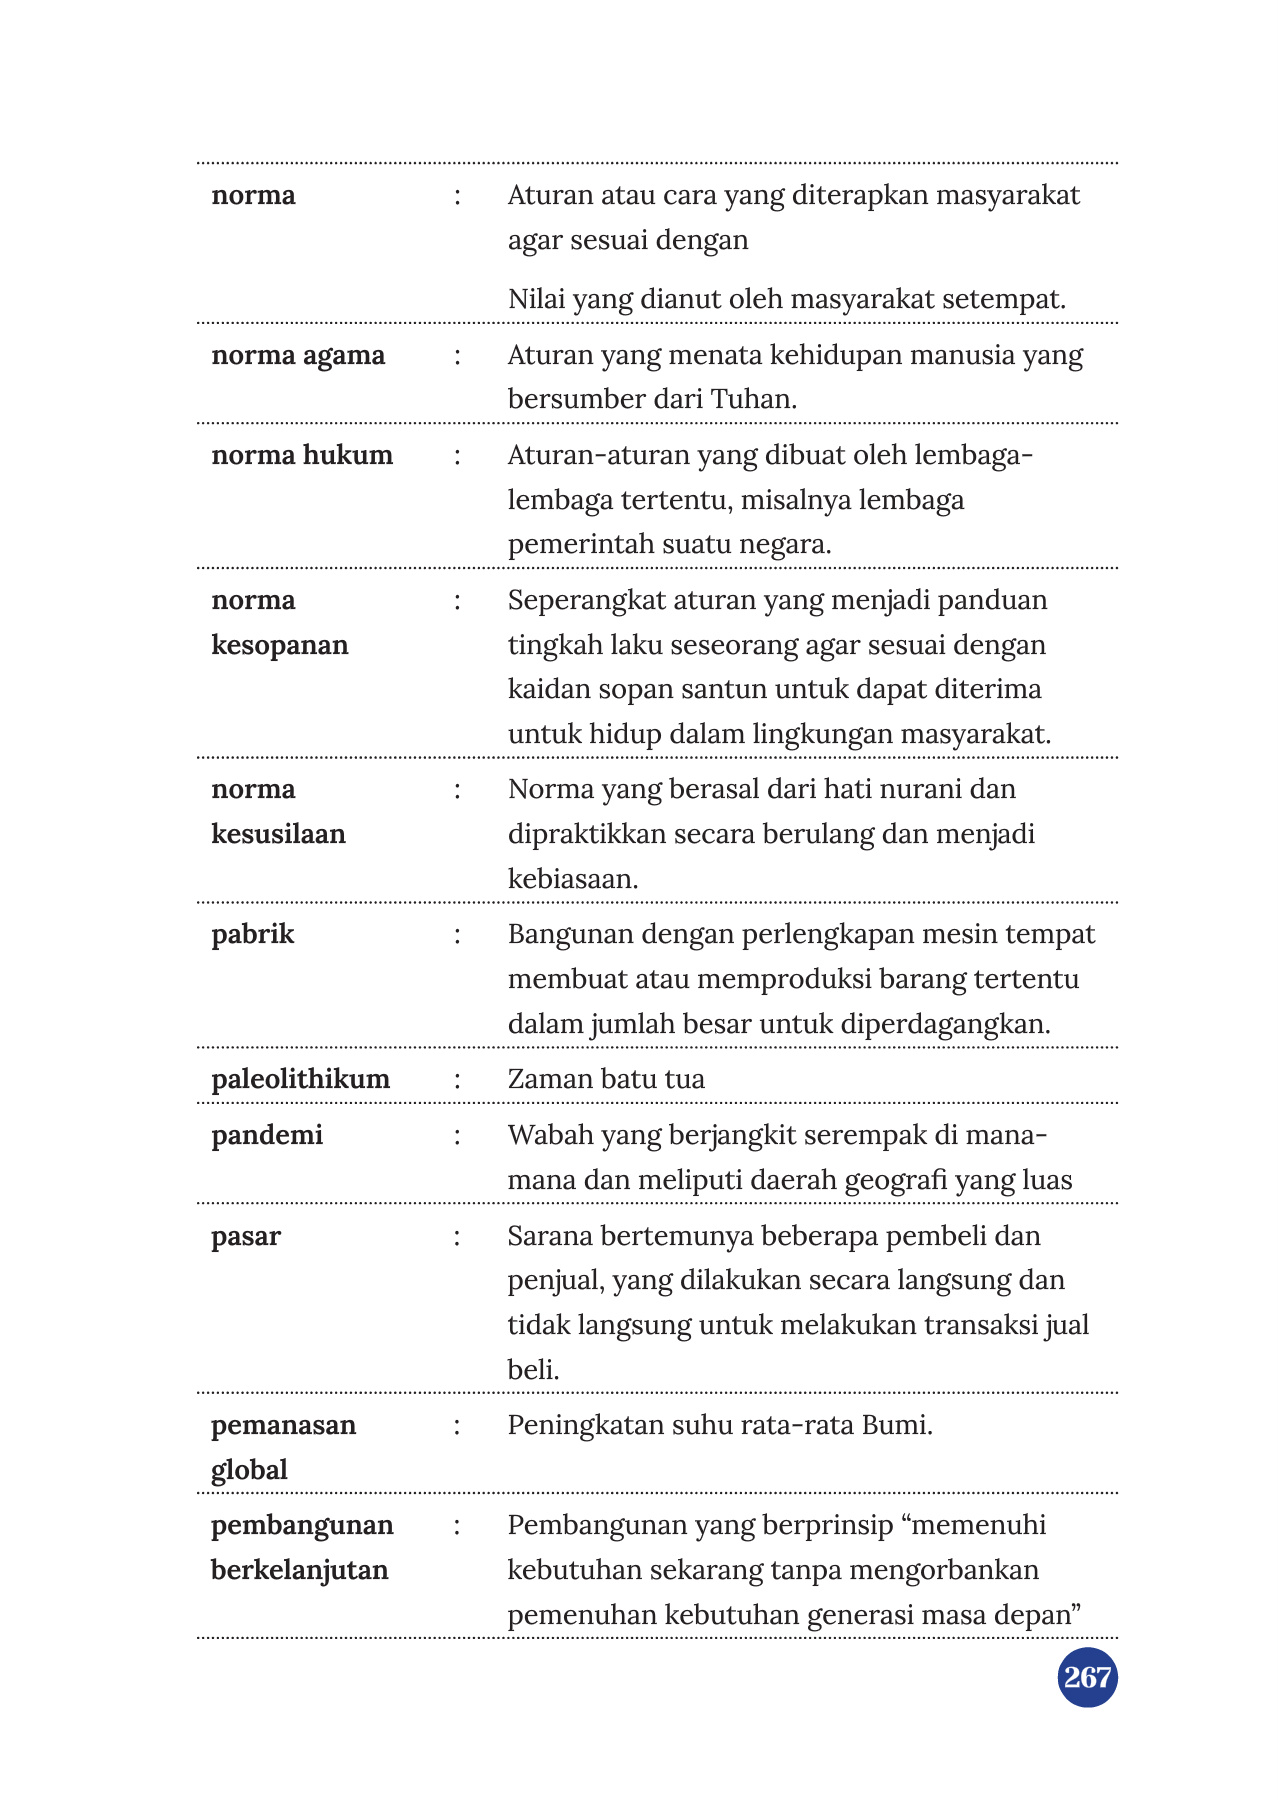 norma : Aturan atau cara yang diterapkan masyarakat
agar sesuai dengan
Nilai yang dianut oleh masyarakat setempat.
norma agama : Aturan yang menata kehidupan manusia yang
bersumber dari Tuhan.
norma hukum : Aturan-aturan yang dibuat oleh lembaga-
lembaga tertentu, misalnya lembaga
pemerintah suatu negara.
norma : Seperangkat aturan yang menjadi panduan
kesopanan tingkah laku seseorang agar sesuai dengan
kaidan sopan santun untuk dapat diterima
untuk hidup dalam lingkungan masyarakat.
norma : Norma yang berasal dari hati nurani dan
kesusilaan dipraktikkan secara berulang dan menjadi
kebiasaan.
pabrik : Bangunan dengan perlengkapan mesin tempat
membuat atau memproduksi barang tertentu
dalam jumlah besar untuk diperdagangkan.
paleolithikum : Zaman batu tua
pandemi : Wabah yang berjangkit serempak di mana-
mana dan meliputi daerah geografi yang luas
pasar : Sarana bertemunya beberapa pembeli dan
penjual, yang dilakukan secara langsung dan
tidak langsung untuk melakukan transaksi jual
beli.
pemanasan : Peningkatan suhu rata-rata Bumi.
global
pembangunan : Pembangunan yang berprinsip “memenuhi
berkelanjutan kebutuhan sekarang tanpa mengorbankan
pemenuhan kebutuhan generasi masa depan”
267